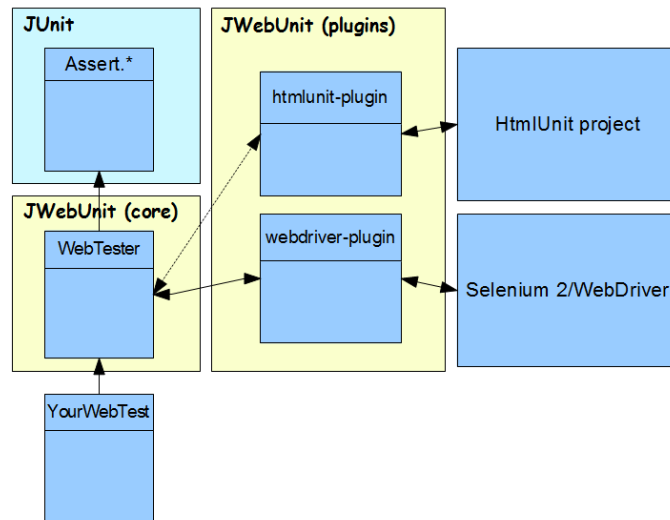 JUnit
Assert.*
JWebUnit (plugins)
htmlunit-plugin
HtmlUnit project
JWebUnit (core)
WebTester
webdriver-plugin
Selenium 2/WebDriver
YourWebTest